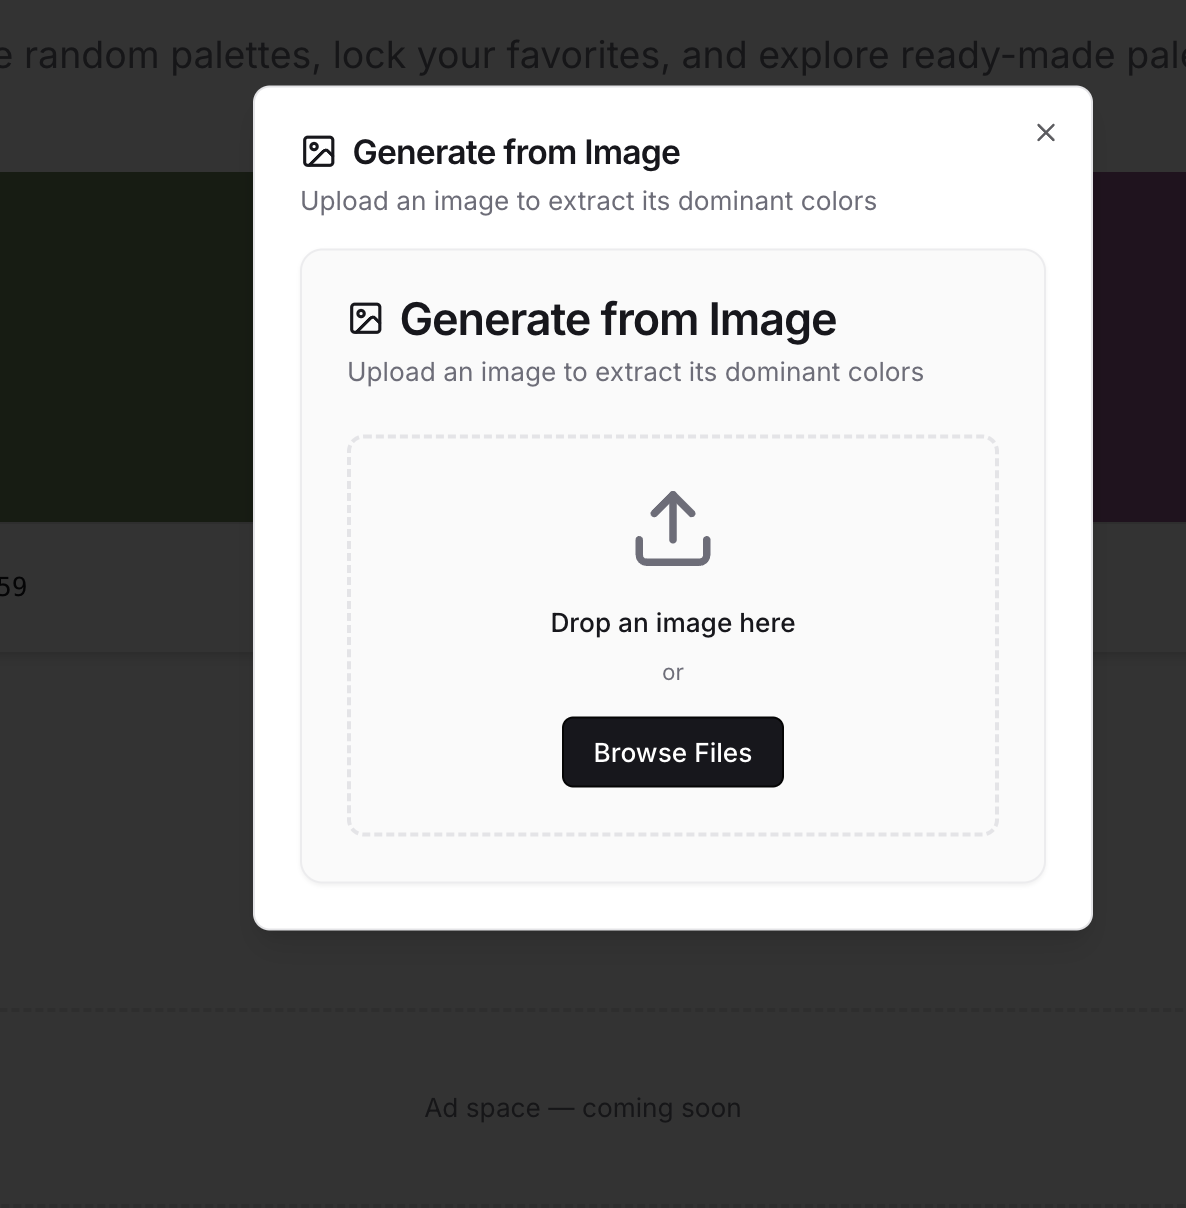 random palettes, lock your favorites, and explore ready-made
Generate from Image
Upload an image to extract its dominant colors
Generate from Image
Upload an image to extract its dominant colors
Drop an image here
or
Browse Files
59
Ad space — coming soon